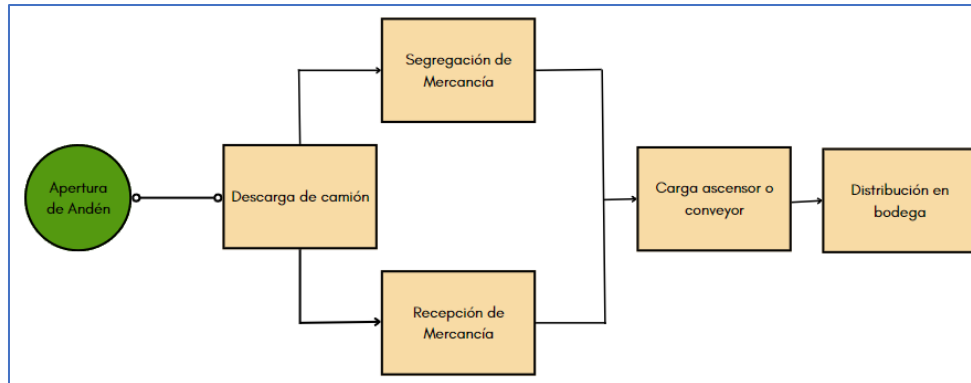 Apertura
de Andén
Descarga de camión
Segregación de
Mercancía
Recepción de
Mercancía
Carga ascensor o
conveyor
Distribución en
bodega